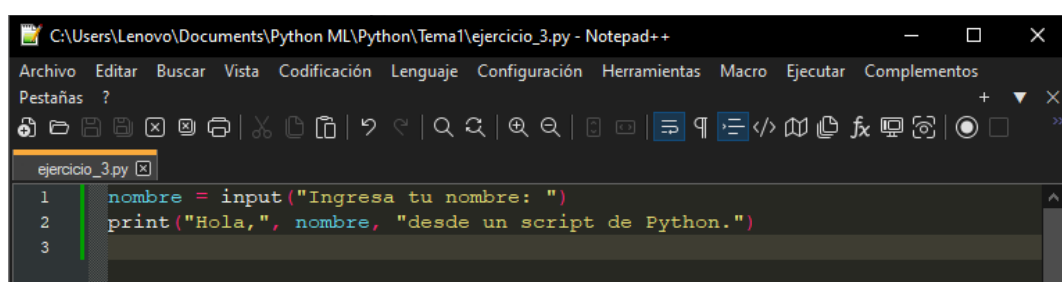 C:\Users\Lenovo\Documents\Python ML\Python\Tema1\ejercicio_3.py - Notepad++
Archivo Editar Buscar Vista Codificación Lenguaje Configuración Herramientas Macro Ejecutar Complementos
Pestañas ?
ejercicio_3.py
1 nombre = input("Ingresa tu nombre: ")
2 print("Hola,", nombre, "desde un script de Python.")
3